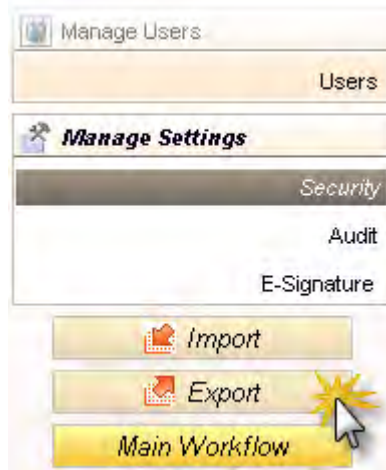 Manage Users
Users
Manage Settings
Security
Audit
E-Signature
Import
Export
Main Workflow